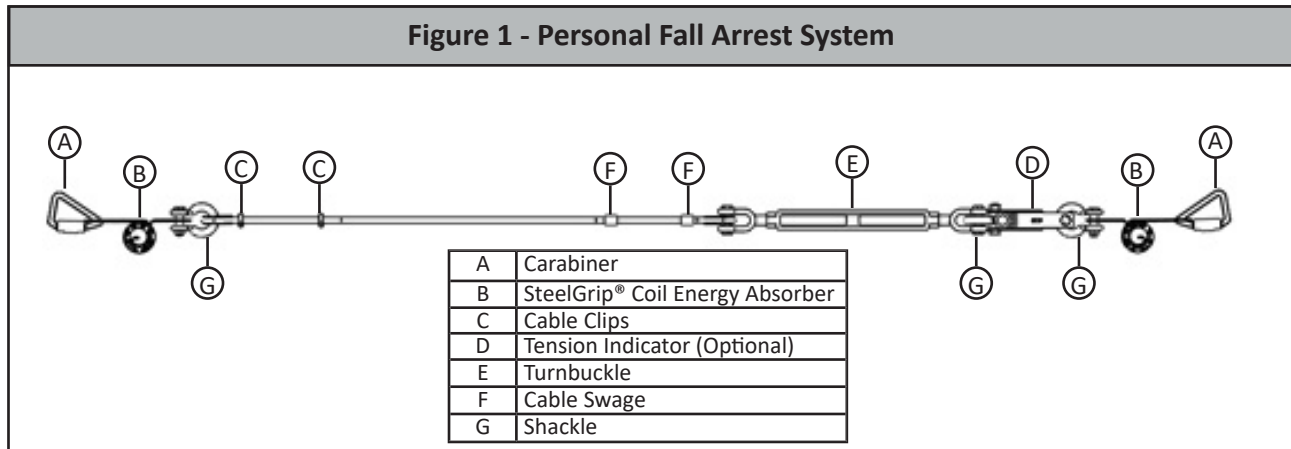 Figure 1 - Personal Fall Arrest System
A B C C F F E D B A
G G G
A Carabiner
B SteelGrip® Coil Energy Absorber
C Cable Clips
D Tension Indicator (Optional)
E Turnbuckle
F Cable Swage
G Shackle